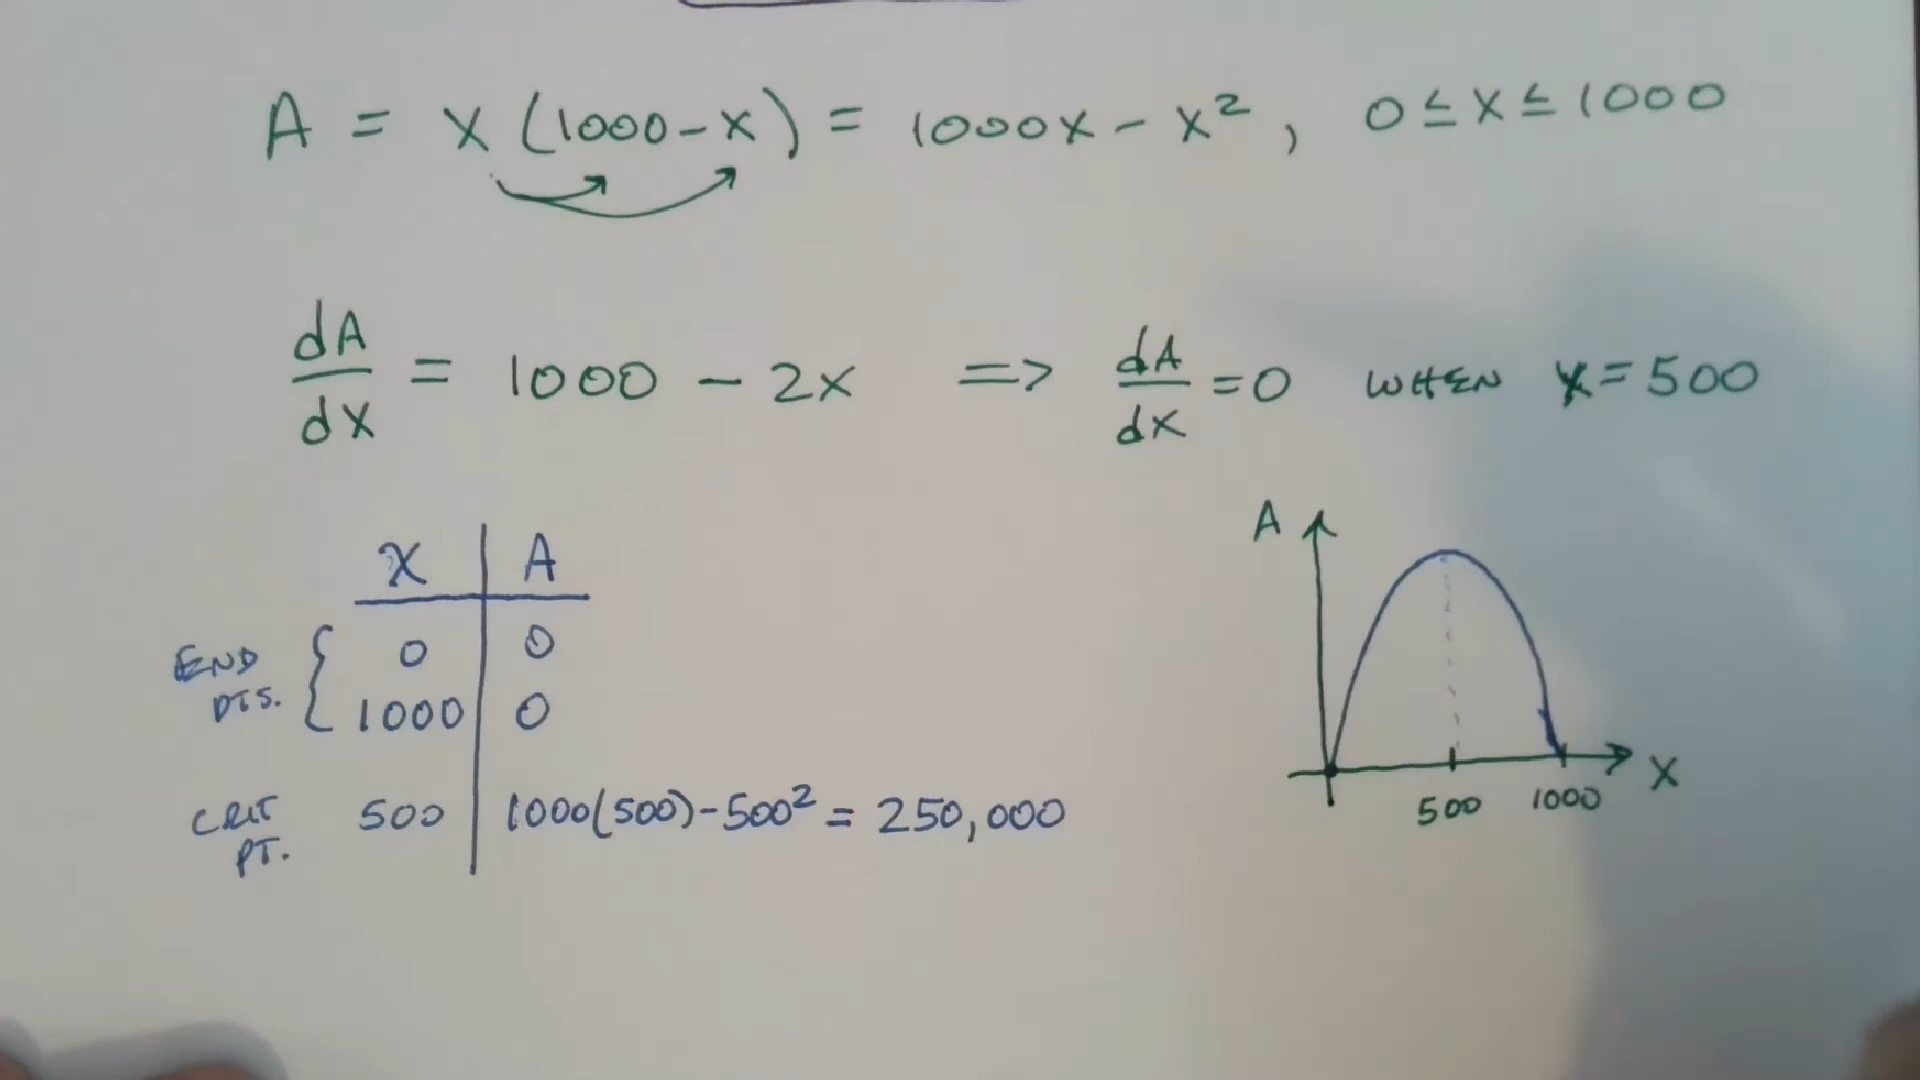 A = x(1000-x) = 1000x - x², 0 ≤ x ≤ 1000
dA/dx = 1000 - 2x => dA/dx = 0 WHEN x = 500
x | A
END PTS. { 0 | 0
1000 | 0
CRIT PT. 500 | 1000(500)-500² = 250,000
A
500 1000 X